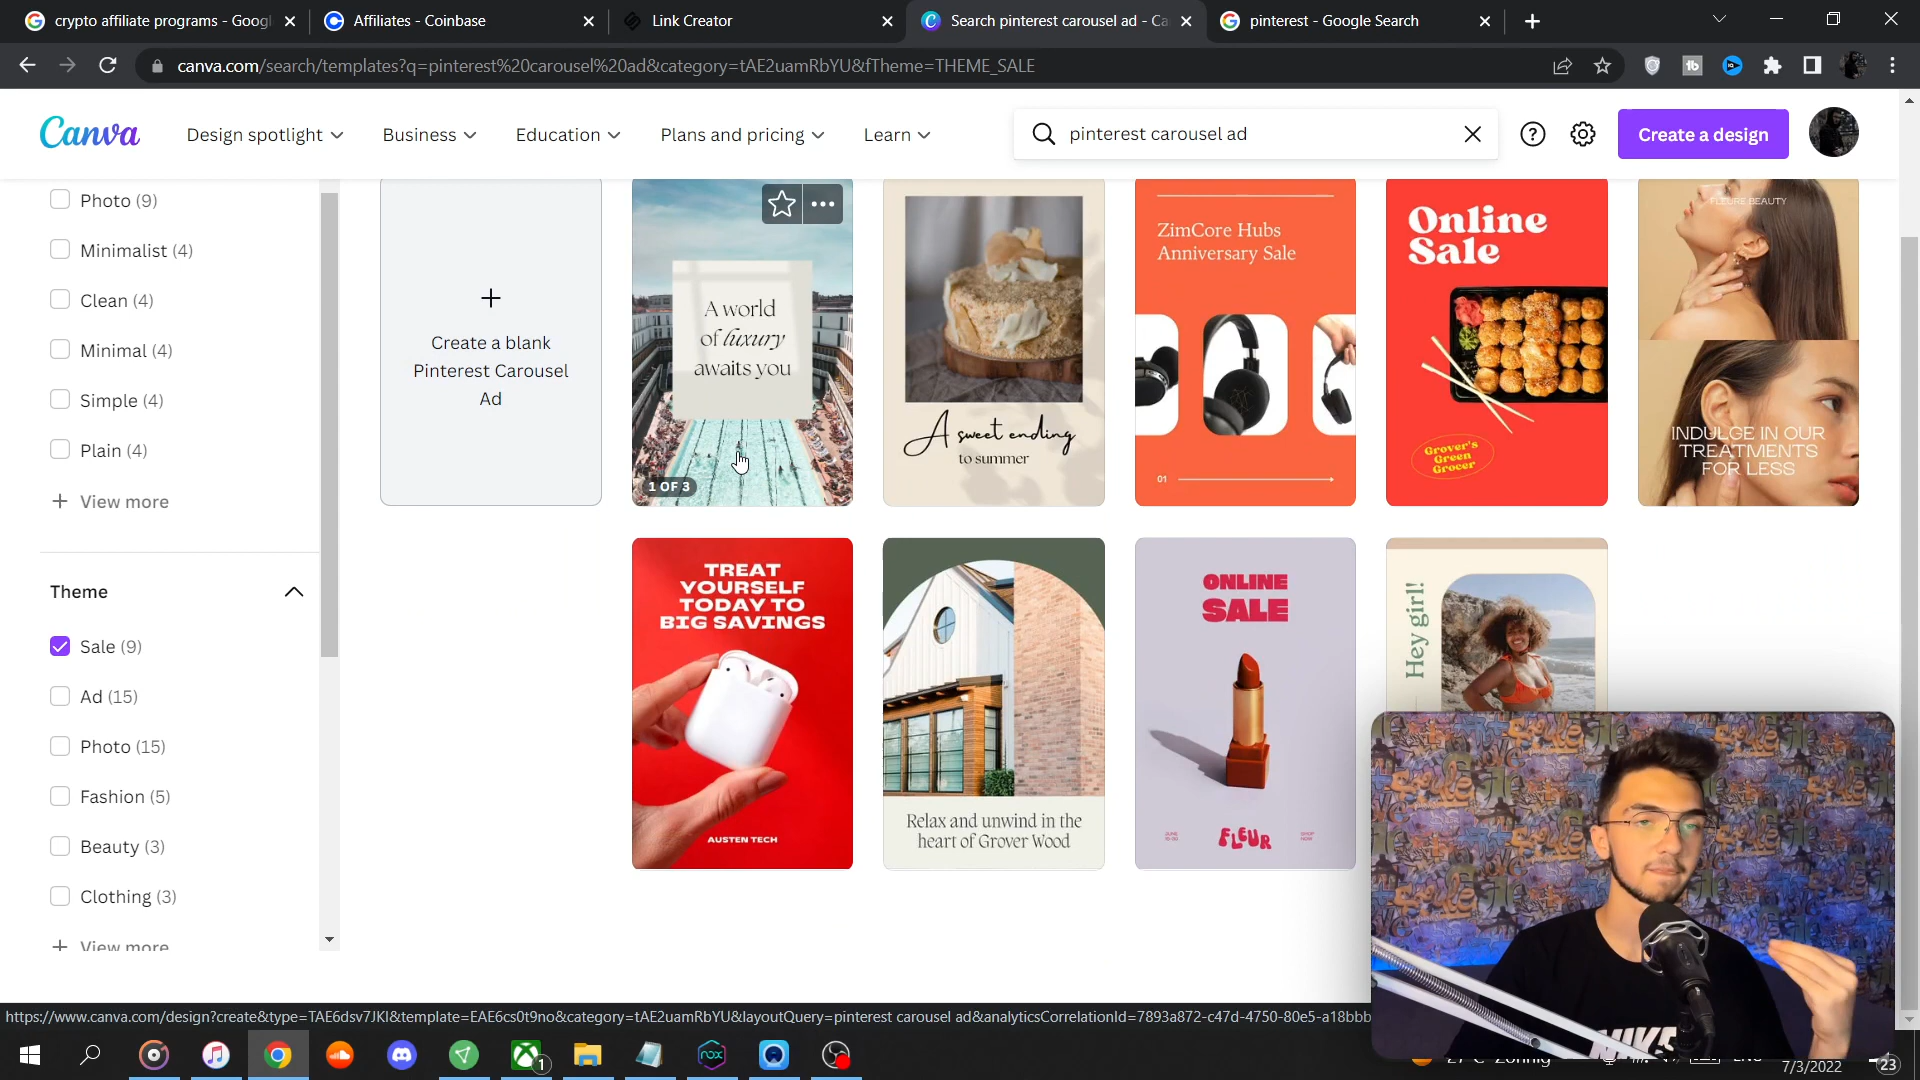 crypto affiliate programs - Googl
Affiliates - Coinbase
Link Creator
Search pinterest carousel ad - Ca
pinterest - Google Search
canva.com/search/templates?q=pinterest%20carousel%20ad&category=tAE2uamRbYU&fTheme=THEME_SALE
Canva
Design spotlight
Business
Education
Plans and pricing
Learn
pinterest carousel ad
Create a design
Photo (9)
Minimalist (4)
Clean (4)
Minimal (4)
Simple (4)
Plain (4)
+ View more
Theme
Sale (9)
Ad (15)
Photo (15)
Fashion (5)
Beauty (3)
Clothing (3)
+ View more
+
Create a blank
Pinterest Carousel
Ad
A world
of luxury
awaits you
1 OF 3
A sweet ending
to summer
ZimCore Hubs
Anniversary Sale
01
Online
Sale
Grover's
Green
Grocer
FLEURE BEAUTY
INDULGE IN OUR
TREATMENTS
FOR LESS
TREAT
YOURSELF
TODAY TO
BIG SAVINGS
AUSTEN TECH
Relax and unwind in the
heart of Grover Wood
ONLINE
SALE
FLEUR
SHOP
NOW
Hey girl!
https://www.canva.com/design?create&type=TAE6dsv7JKI&template=EAE6cs0t9no&category=tAE2uamRbYU&layoutQuery=pinterest carousel ad&analyticsCorrelationId=7893a872-c47d-4750-80e5-a18bbb
1
nox
7/3/2022
23